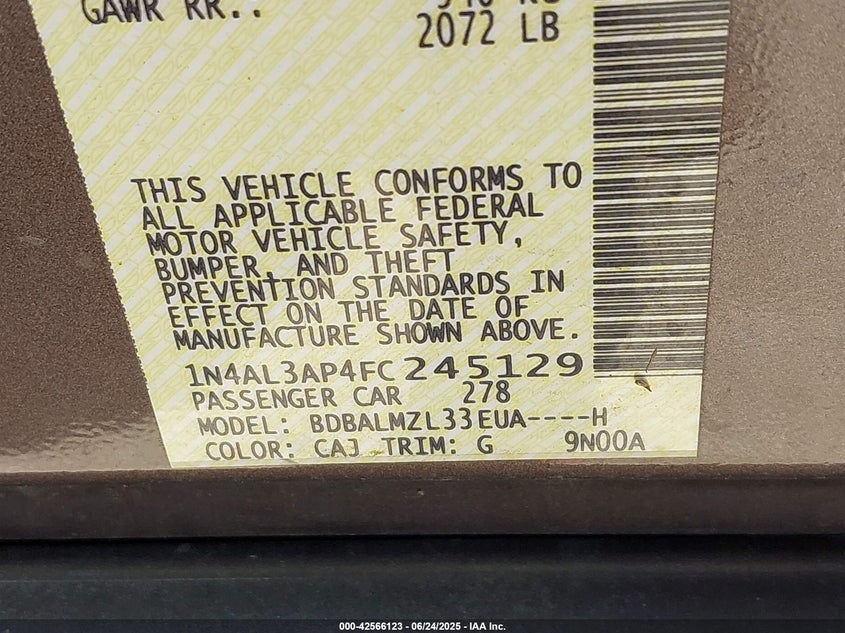 GAWR RR..
2072 LB
THIS VEHICLE CONFORMS TO
ALL APPLICABLE FEDERAL
MOTOR VEHICLE SAFETY,
BUMPER, AND THEFT
PREVENTION STANDARDS IN
EFFECT ON THE DATE OF
MANUFACTURE SHOWN ABOVE.
1N4AL3AP4FC245129
PASSENGER CAR 278
MODEL: BDBALMZL33EUA----H
COLOR: CAJ TRIM: G 9N00A
000-42566123 - 06/24/2025 - IAA Inc.